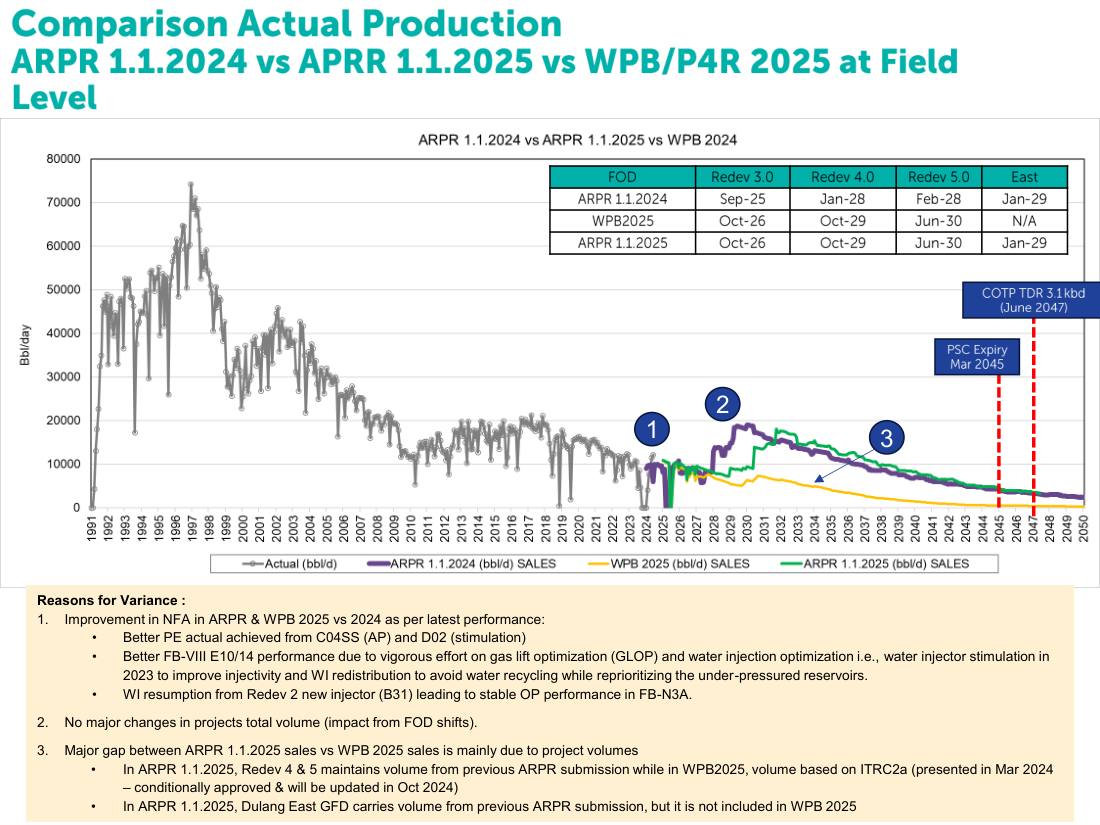 Comparison Actual Production
ARPR 1.1.2024 vs APRR 1.1.2025 vs WPB/P4R 2025 at Field
Level
ARPR 1.1.2024 vs ARPR 1.1.2025 vs WPB 2024
Bbl/day
80000
70000
60000
50000
40000
30000
20000
10000
0
FOD Redev 3.0 Redev 4.0 Redev 5.0 East
ARPR 1.1.2024 Sep-25 Jan-28 Feb-28 Jan-29
WPB2025 Oct-26 Oct-29 Jun-30 N/A
ARPR 1.1.2025 Oct-26 Oct-29 Jun-30 Jan-29
COTP TDR 3.1kbd
(June 2047)
PSC Expiry
Mar 2045
1
2
3
1991 1992 1993 1994 1995 1996 1997 1998 1999 2000 2001 2002 2003 2004 2005 2006 2007 2008 2009 2010 2011 2012 2013 2014 2015 2016 2017 2018 2019 2020 2021 2022 2023 2024 2025 2026 2027 2028 2029 2030 2031 2032 2033 2034 2035 2036 2037 2038 2039 2040 2041 2042 2043 2044 2045 2046 2047 2048 2049 2050
Actual (bbl/d) ARPR 1.1.2024 (bbl/d) SALES WPB 2025 (bbl/d) SALES ARPR 1.1.2025 (bbl/d) SALES
Reasons for Variance :
1. Improvement in NFA in ARPR & WPB 2025 vs 2024 as per latest performance:
• Better PE actual achieved from C04SS (AP) and D02 (stimulation)
• Better FB-VIII E10/14 performance due to vigorous effort on gas lift optimization (GLOP) and water injection optimization i.e., water injector stimulation in
2023 to improve injectivity and WI redistribution to avoid water recycling while reprioritizing the under-pressured reservoirs.
• WI resumption from Redev 2 new injector (B31) leading to stable OP performance in FB-N3A.
2. No major changes in projects total volume (impact from FOD shifts).
3. Major gap between ARPR 1.1.2025 sales vs WPB 2025 sales is mainly due to project volumes
• In ARPR 1.1.2025, Redev 4 & 5 maintains volume from previous ARPR submission while in WPB2025, volume based on ITRC2a (presented in Mar 2024
– conditionally approved & will be updated in Oct 2024)
• In ARPR 1.1.2025, Dulang East GFD carries volume from previous ARPR submission, but it is not included in WPB 2025